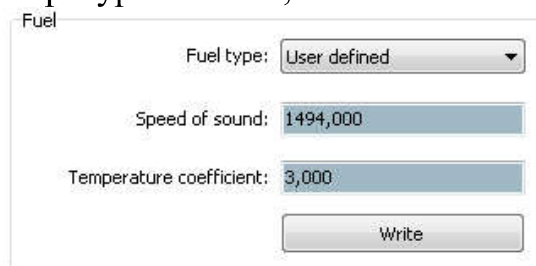 Fuel
Fuel type: User defined
Speed of sound: 1494,000
Temperature coefficient: 3,000
Write